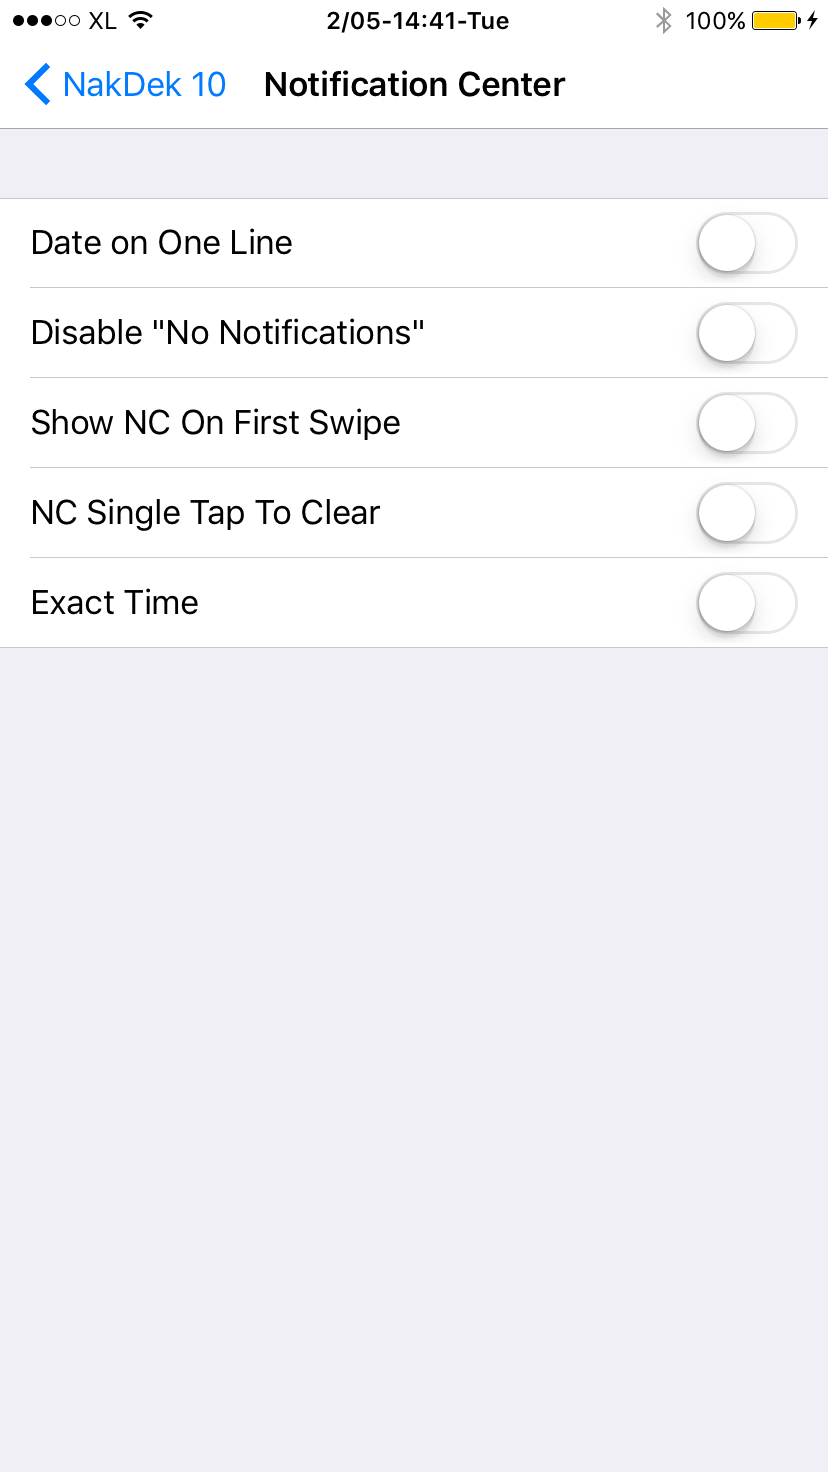 XL 2/05-14:41-Tue 100%
NakDek 10 Notification Center
Date on One Line
Disable "No Notifications"
Show NC On First Swipe
NC Single Tap To Clear
Exact Time